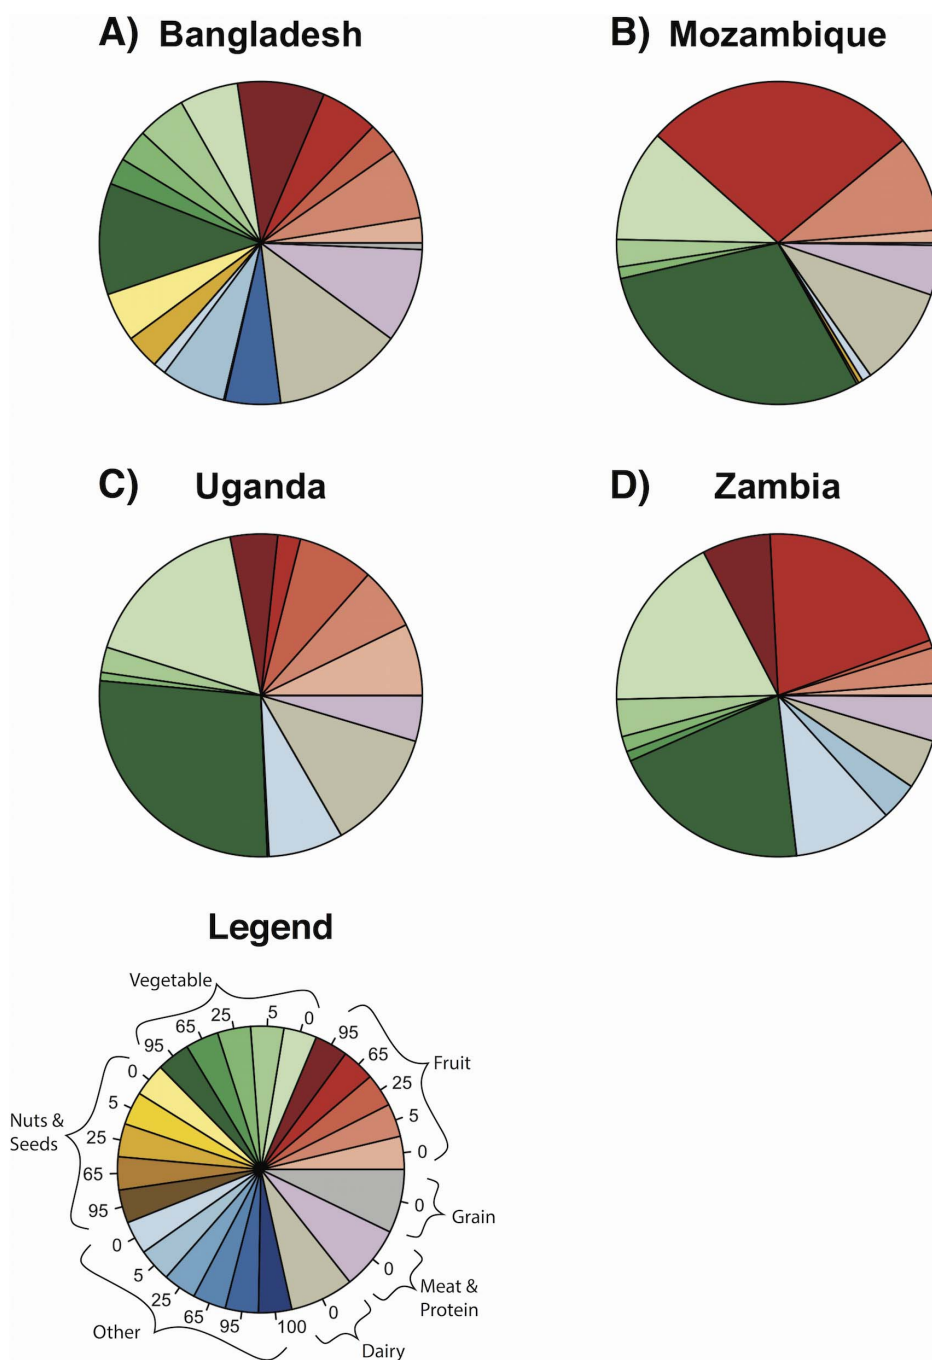 A) Bangladesh
B) Mozambique
C) Uganda
D) Zambia
Legend
Vegetable
95
65
25
5
0
Fruit
95
65
25
5
0
Grain
0
Meat &
Protein
0
Dairy
0
Other
0
5
25
65
95
100
Nuts &
Seeds
0
5
25
65
95